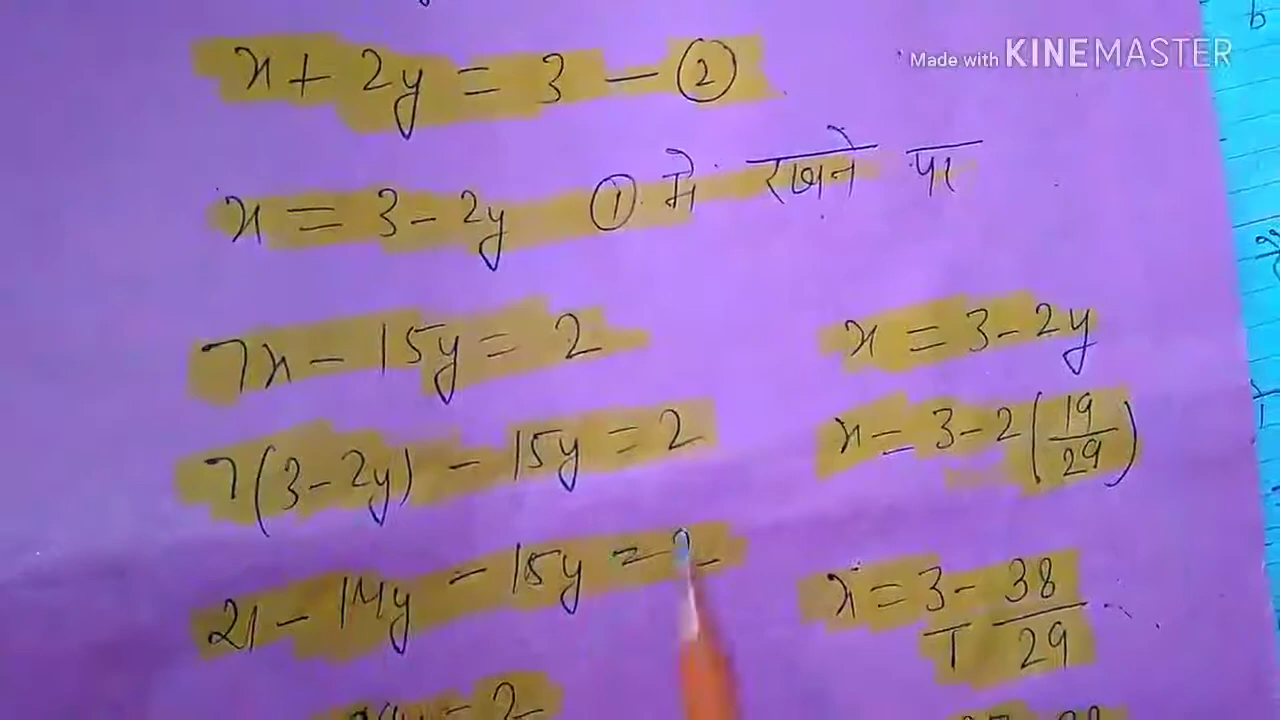 Made with KINEMASTER
x + 2y = 3 — ②
x = 3 - 2y ① में रखने पर
7x - 15y = 2
7(3 - 2y) - 15y = 2
21 - 14y - 15y = 2
x = 3 - 2y
x = 3 - 2(19/29)
x = 3/1 - 38/29